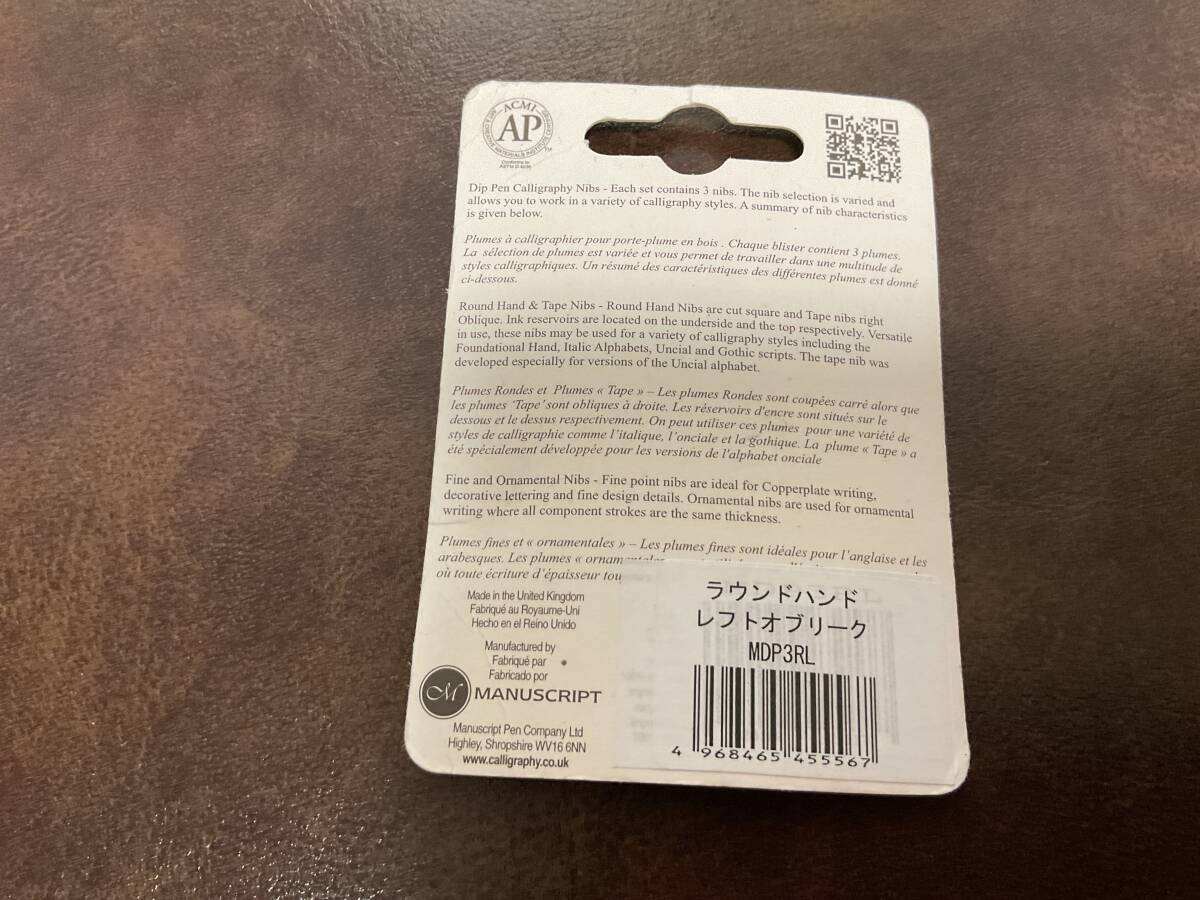 ACMI
AP
Dip Pen Calligraphy Nibs - Each set contains 3 nibs. The nib selection is varied and
allows you to work in a variety of calligraphy styles. A summary of nib characteristics
is given below.
Plumes à calligraphier pour porte-plume en bois . Chaque blister contient 3 plumes.
La sélection de plumes est variée et vous permet de travailler dans une multitude de
styles calligraphiques. Un résumé des caractéristiques des différentes plumes est donné
ci-dessous.
Round Hand & Tape Nibs - Round Hand Nibs are cut square and Tape nibs right
Oblique. Ink reservoirs are located on the underside and the top respectively. Versatile
in use, these nibs may be used for a variety of calligraphy styles including the
Foundational Hand, Italic Alphabets, Uncial and Gothic scripts. The tape nib was
developed especially for versions of the Uncial alphabet.
Plumes Rondes et Plumes « Tape » – Les plumes Rondes sont coupées carré alors que
les plumes ‘Tape’ sont obliques à droite. Les réservoirs d'encre sont situés sur le
dessous et le dessus respectivement. On peut utiliser ces plumes pour une variété de
styles de calligraphie comme l’italique, l’onciale et la gothique. La plume « Tape » a
été spécialement développée pour les versions de l'alphabet onciale
Fine and Ornamental Nibs - Fine point nibs are ideal for Copperplate writing,
decorative lettering and fine design details. Ornamental nibs are used for ornamental
writing where all component strokes are the same thickness.
Plumes fines et « ornementales » – Les plumes fines sont idéales pour l’anglaise et les
arabesques. Les plumes «
où toute écriture d’épaisseur
Made in the United Kingdom
Fabriqué au Royaume-Uni
Hecho en el Reino Unido
Manufactured by
Fabriqué par
Fabricado por
M MANUSCRIPT
Manuscript Pen Company Ltd
Highley, Shropshire WV16 6NN
www.calligraphy.co.uk
ラウンドハンド
レフトオブリーク
MDP3RL
4 968465 455567